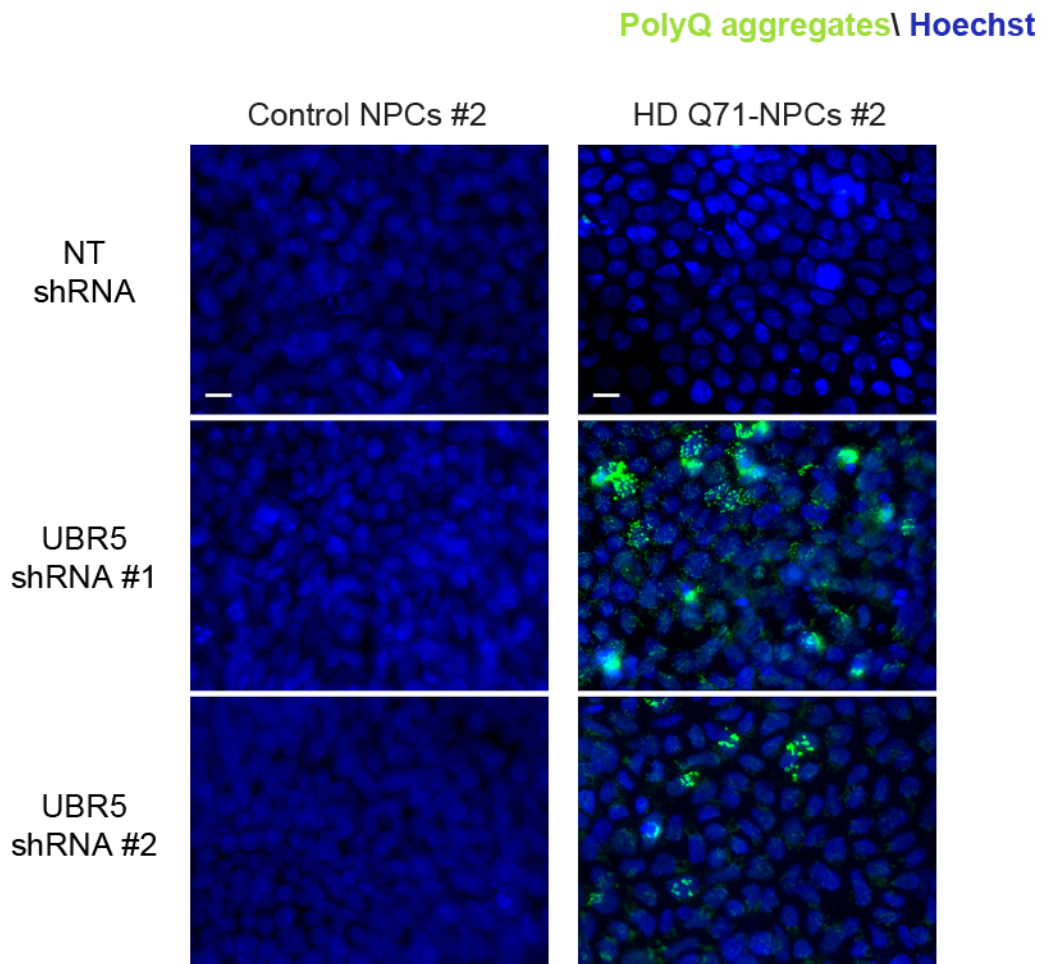 PolyQ aggregates\ Hoechst
Control NPCs #2
HD Q71-NPCs #2
NT
shRNA
UBR5
shRNA #1
UBR5
shRNA #2